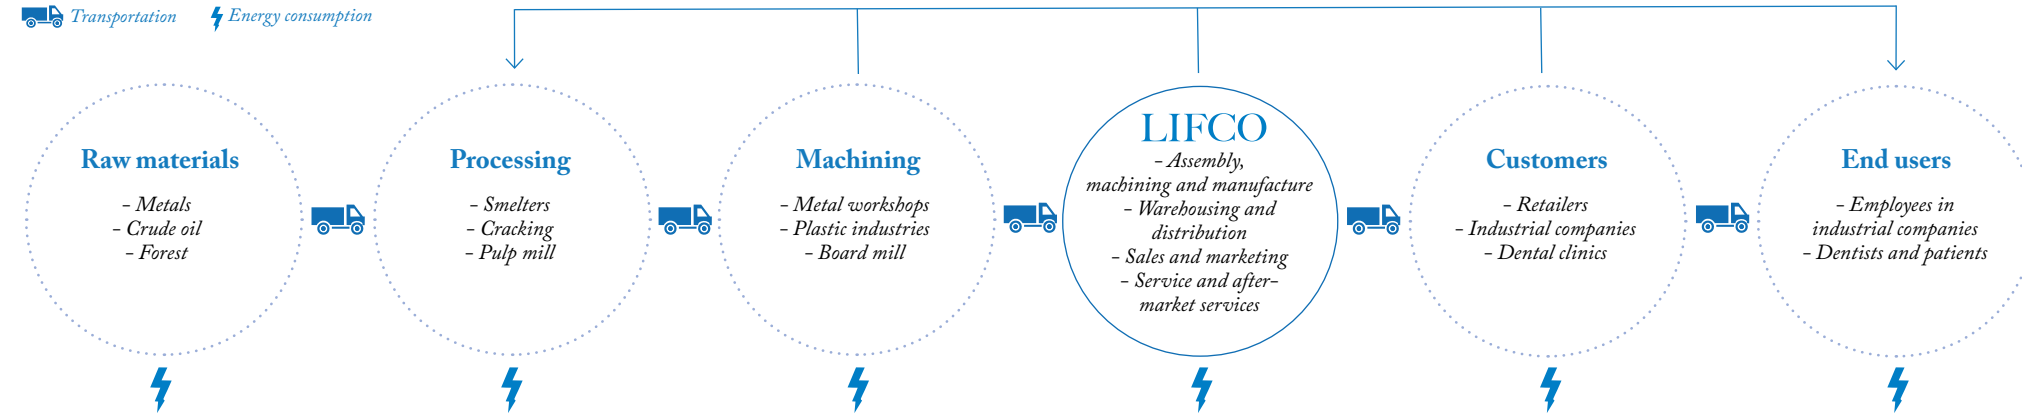 Transportation
Energy consumption
Raw materials
- Metals
- Crude oil
- Forest
Processing
- Smelters
- Cracking
- Pulp mill
Machining
- Metal workshops
- Plastic industries
- Board mill
LIFCO
- Assembly,
machining and manufacture
- Warehousing and
distribution
- Sales and marketing
- Service and after-
market services
Customers
- Retailers
- Industrial companies
- Dental clinics
End users
- Employees in
industrial companies
- Dentists and patients